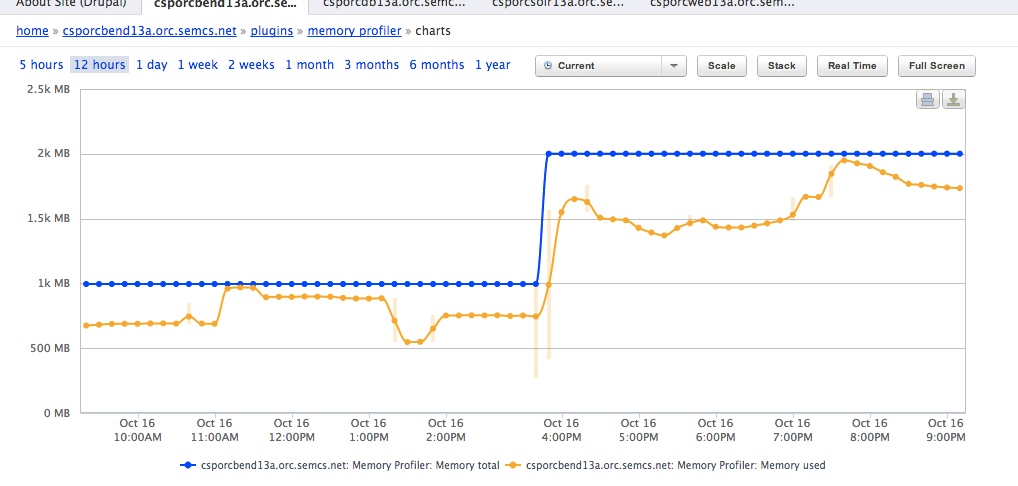 About Site (Drupal) csporcbend13a.orc.se... csporcdb13a.orc.semc... csporcsolr13a.orc.se... csporcweb13a.orc.sem...
home » csporcbend13a.orc.semcs.net » plugins » memory profiler » charts
5 hours 12 hours 1 day 1 week 2 weeks 1 month 3 months 6 months 1 year Current Scale Stack Real Time Full Screen
2.5k MB
2k MB
1.5k MB
1k MB
500 MB
0 MB
Oct 16 Oct 16 Oct 16 Oct 16 Oct 16 Oct 16 Oct 16 Oct 16 Oct 16 Oct 16 Oct 16
10:00AM 11:00AM 12:00PM 1:00PM 2:00PM 4:00PM 5:00PM 6:00PM 7:00PM 8:00PM 9:00PM
csporcbend13a.orc.semcs.net: Memory Profiler: Memory total csporcbend13a.orc.semcs.net: Memory Profiler: Memory used